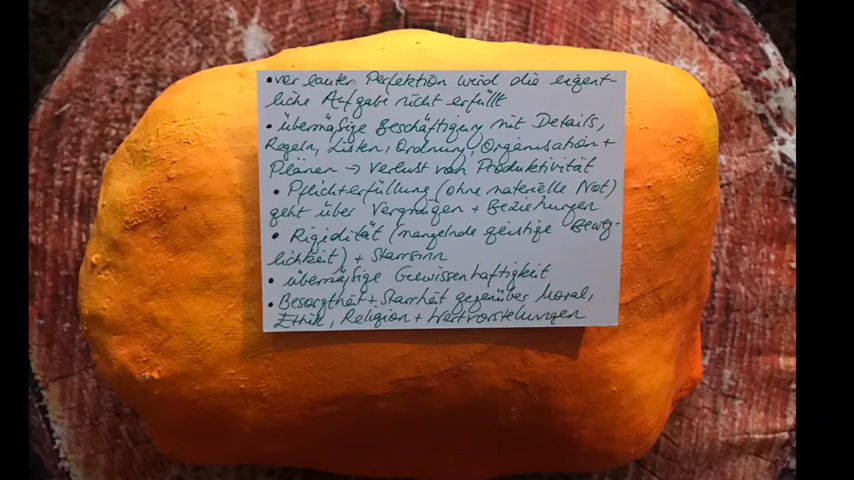 • vor lauter Perfektion wird die eigent-
liche Aufgabe nicht erfüllt
• übermäßige Beschäftigung mit Details,
Regeln, Listen, Ordnung, Organisation +
Plänen → Verlust von Produktivität
• Pflichterfüllung (ohne materielle Not)
geht über Vergnügen + Beziehungen
• Rigidität (mangelnde geistige Beweg-
lichkeit) + Starrsinn
• übermäßige Gewissenhaftigkeit
• Besorgtheit + Starrheit gegenüber Moral,
Ethik, Religion + Wertvorstellungen